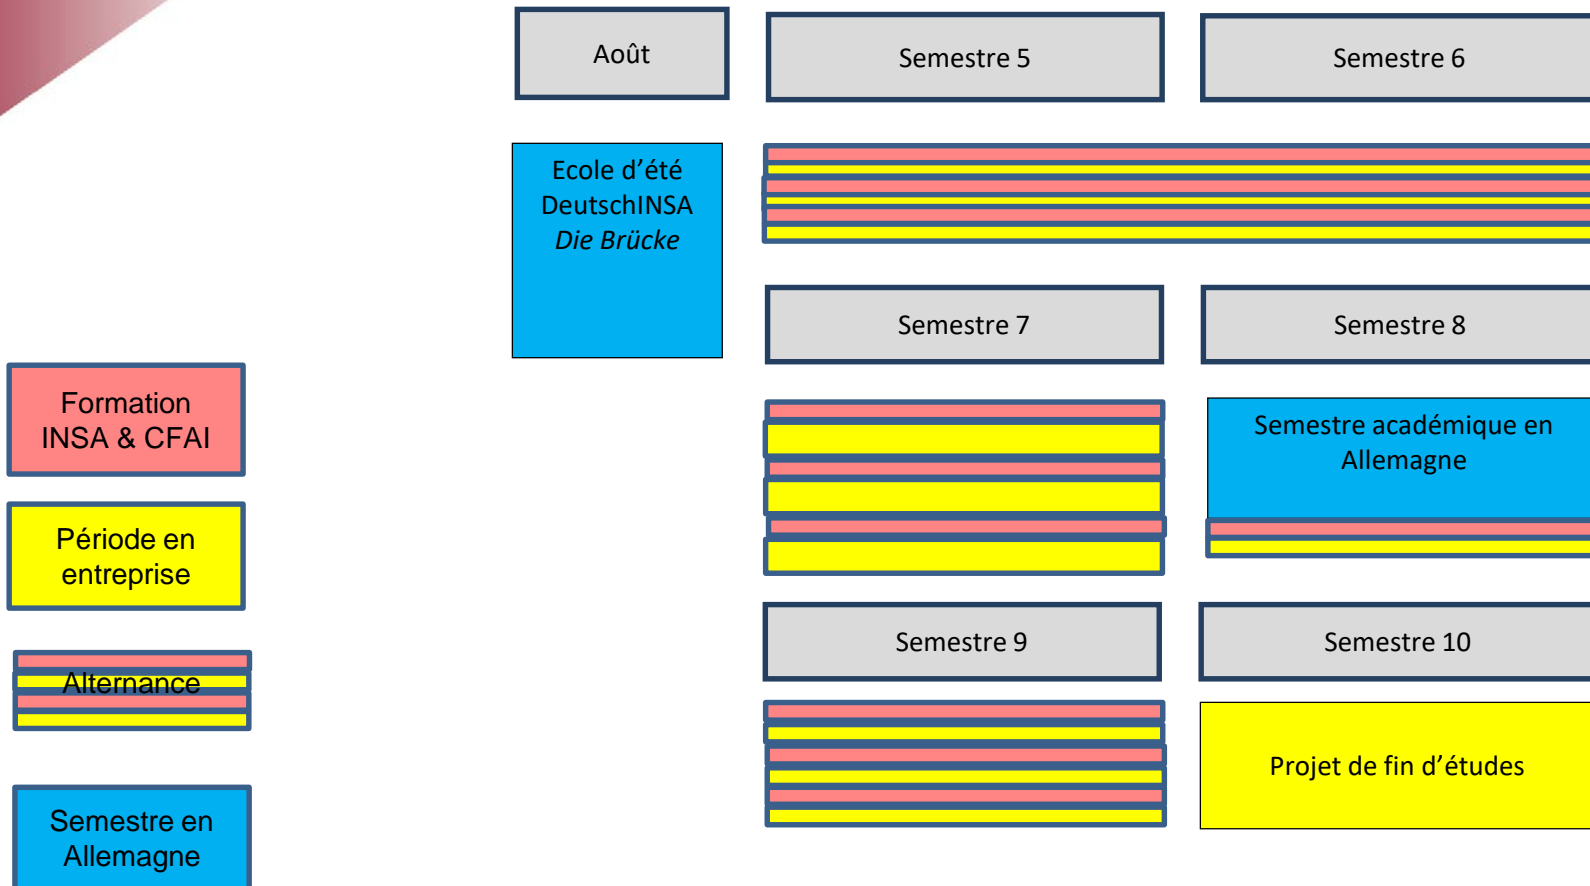 Août
Semestre 5
Semestre 6
Ecole d’été
DeutschINSA
Die Brücke
Semestre 7
Semestre 8
Formation
INSA & CFAI
Semestre académique en
Allemagne
Période en
entreprise
Semestre 9
Semestre 10
Alternance
Projet de fin d’études
Semestre en
Allemagne